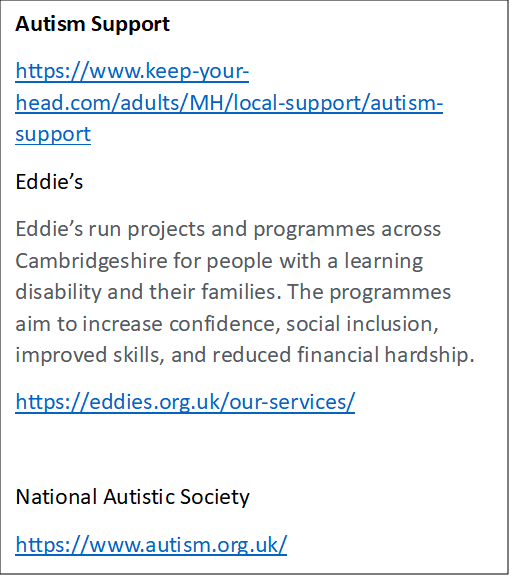 Autism Support
https://www.keep-your-
head.com/adults/MH/local-support/autism-
support
Eddie’s
Eddie’s run projects and programmes across
Cambridgeshire for people with a learning
disability and their families. The programmes
aim to increase confidence, social inclusion,
improved skills, and reduced financial hardship.
https://eddies.org.uk/our-services/
National Autistic Society
https://www.autism.org.uk/